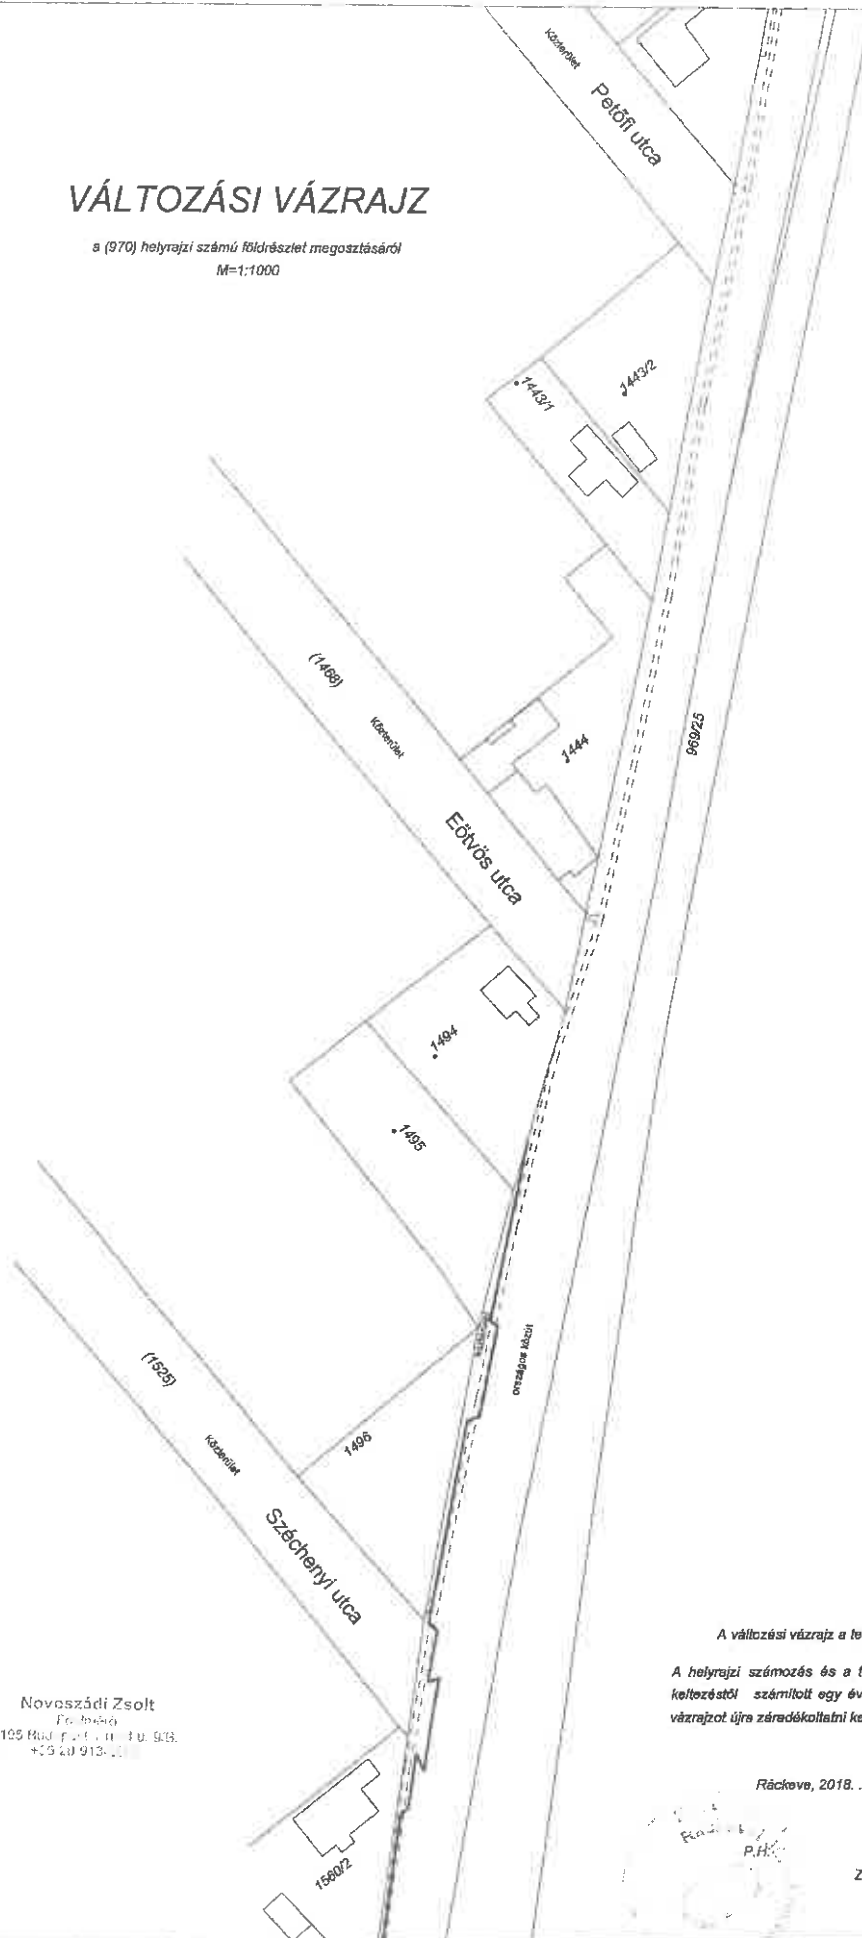 Közterület
Petőfi utca
VÁLTOZÁSI VÁZRAJZ
a (970) helyrajzi számú földrészlet megosztásáról
M=1:1000
1443/2
1443/1
(1468)
Közterület
969/25
1444
Eötvös utca
1494
1495
országos közút
(1525)
1496
Közterület
Széchenyi utca
A változási vázrajz a te
A helyrajzi számozás és a t
keltezéstől számított egy év
vázrajzot újra záradékoltatni ke
Novoszádi Zsolt
Ráckeve, 2018. .
P.H.
1560/2
Z